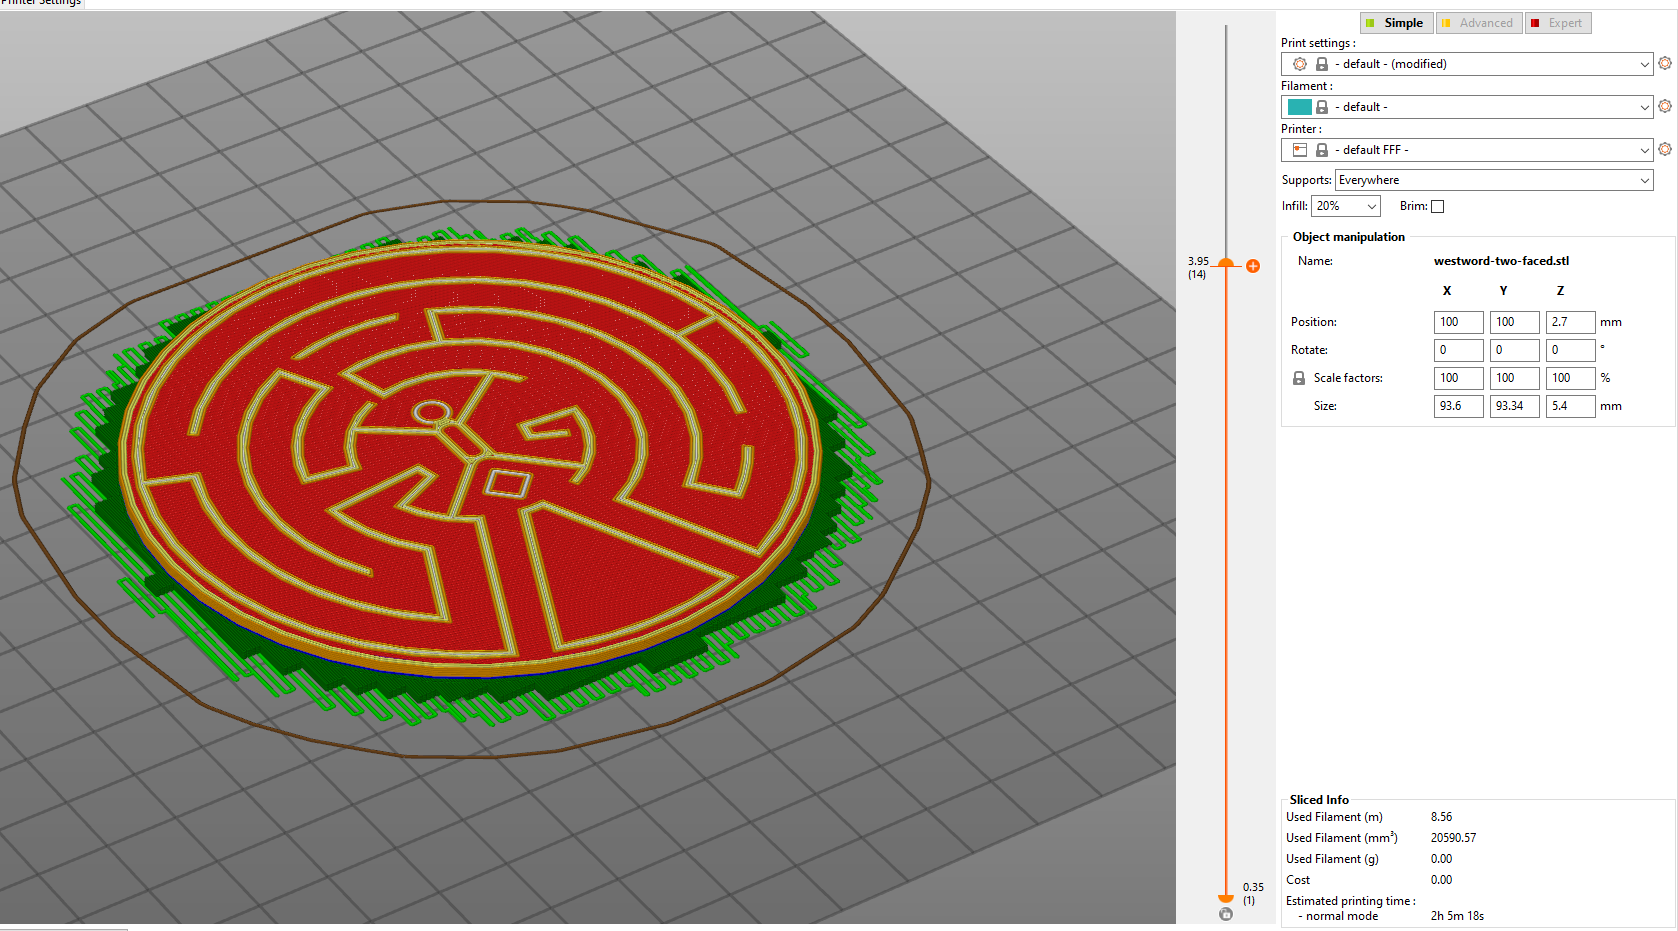 Printer Settings
Simple
Advanced
Expert
Print settings :
- default - (modified)
Filament :
- default -
Printer :
- default FFF -
Supports: Everywhere
Infill: 20% Brim:
Object manipulation
Name: westword-two-faced.stl
X Y Z
Position: 100 100 2.7 mm
Rotate: 0 0 0 °
Scale factors: 100 100 100 %
Size: 93.6 93.34 5.4 mm
3.95
(14)
0.35
(1)
Sliced Info
Used Filament (m) 8.56
Used Filament (mm³) 20590.57
Used Filament (g) 0.00
Cost 0.00
Estimated printing time :
- normal mode 2h 5m 18s